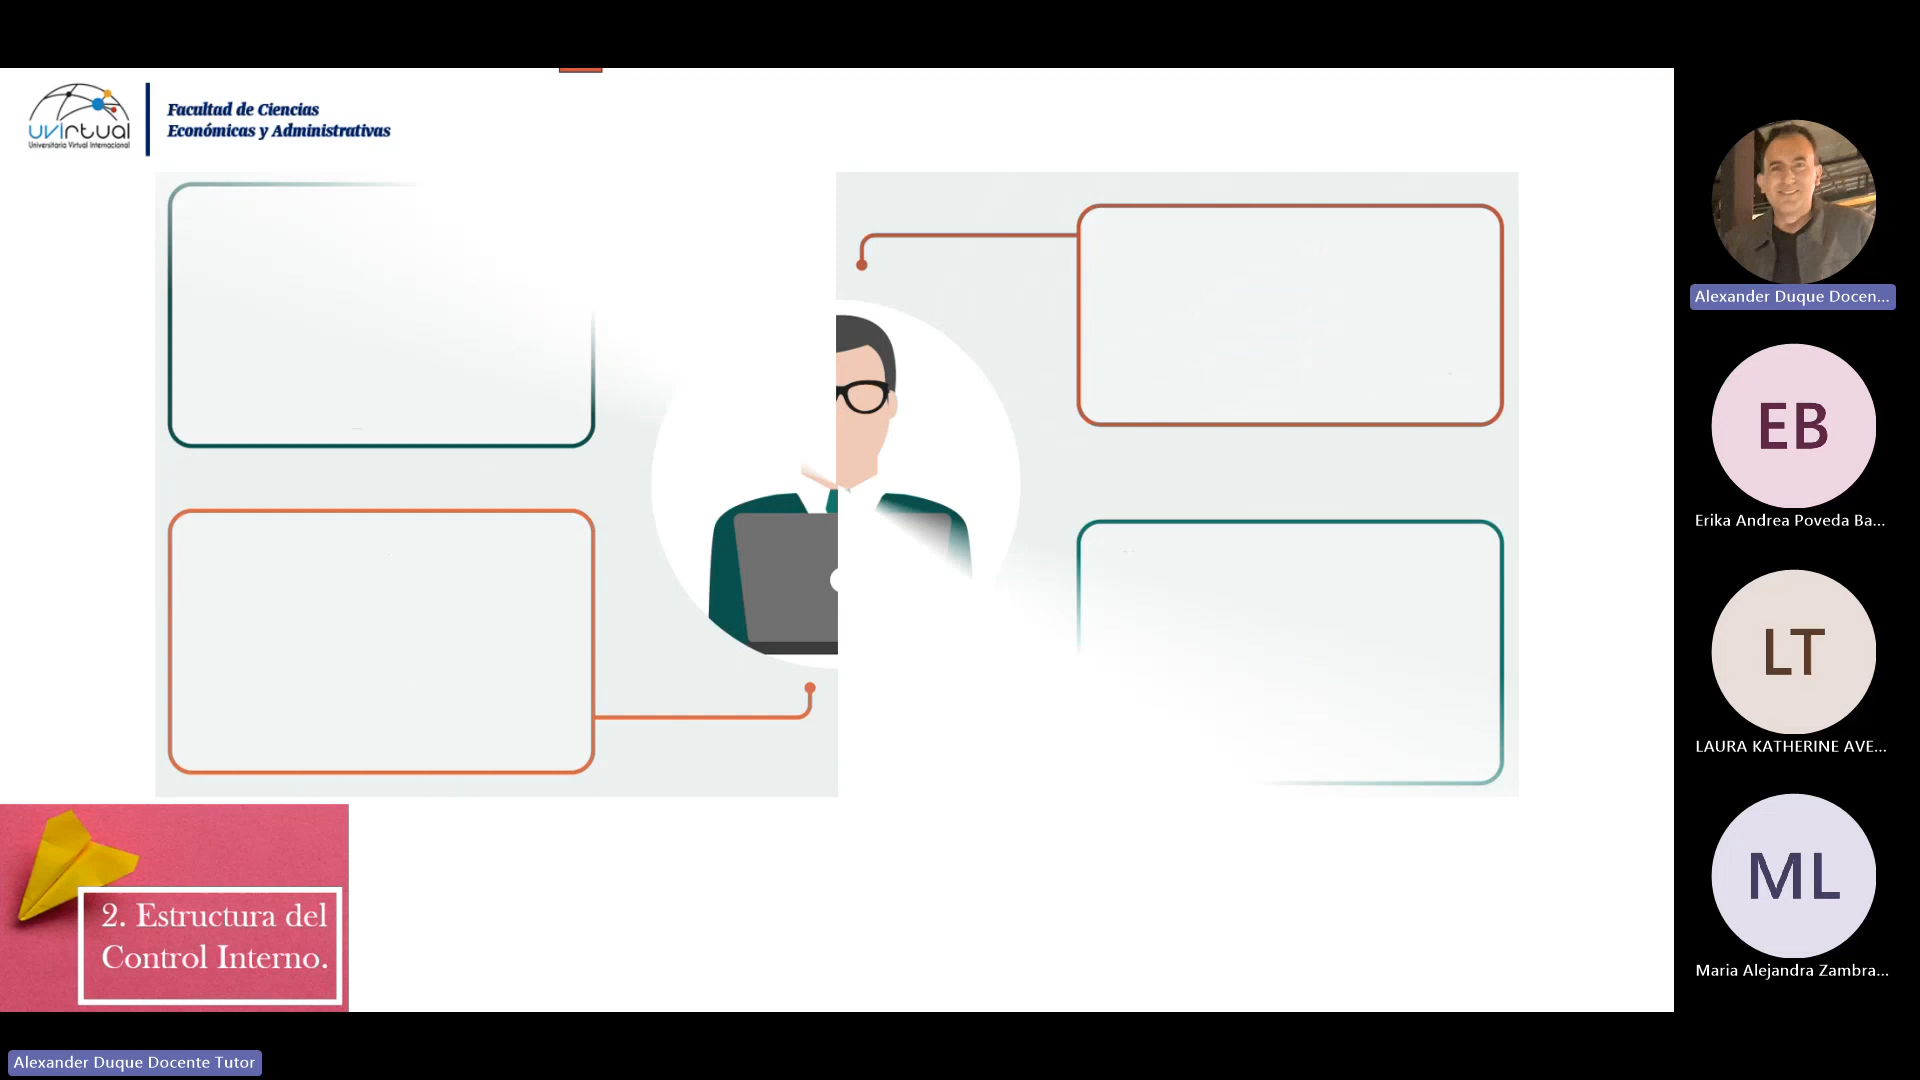 uvirtual
Universitaria Virtual Internacional
Facultad de Ciencias
Económicas y Administrativas
2. Estructura del
Control Interno.
Alexander Duque Docen...
EB
Erika Andrea Poveda Ba...
LT
LAURA KATHERINE AVE...
ML
Maria Alejandra Zambra...
Alexander Duque Docente Tutor